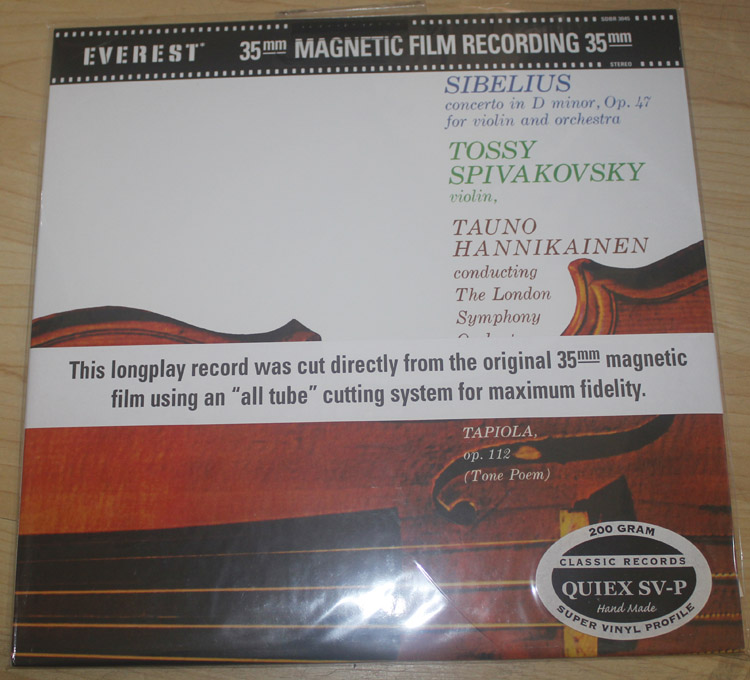 SDBR 3045
EVEREST
35mm MAGNETIC FILM RECORDING 35mm
STEREO
SIBELIUS
concerto in D minor, Op. 47
for violin and orchestra
TOSSY
SPIVAKOVSKY
violin,
TAUNO
HANNIKAINEN
conducting
The London
Symphony
This longplay record was cut directly from the original 35mm magnetic
film using an "all tube" cutting system for maximum fidelity.
TAPIOLA,
op. 112
(Tone Poem)
200 GRAM
CLASSIC RECORDS
QUIEX SV-P
Hand Made
SUPER VINYL PROFILE